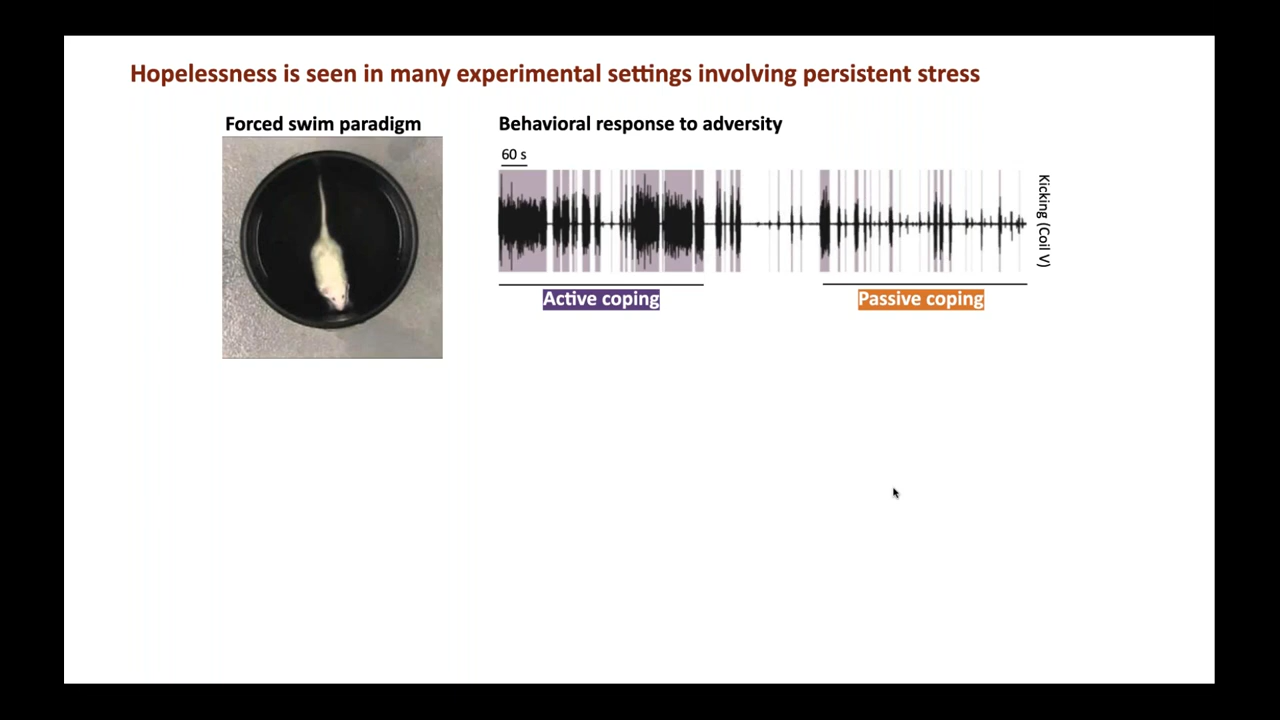 Hopelessness is seen in many experimental settings involving persistent stress
Forced swim paradigm
Behavioral response to adversity
60 s
Kicking (Coil V)
Active coping
Passive coping